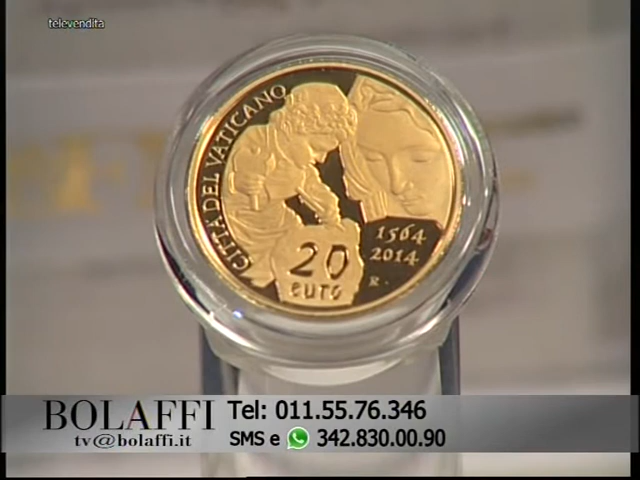 televendita
CITTÀ DEL VATICANO
1564
2014
R
20
euro
BOLAFFI
tv@bolaffi.it
Tel: 011.55.76.346
SMS e 342.830.00.90